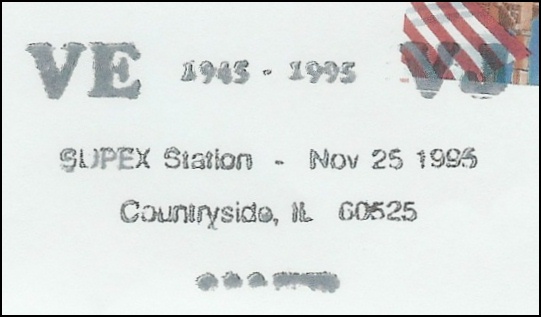 VE 1945 - 1995 VJ
SUPEX Station - Nov 25 1995
Countryside, IL 60525